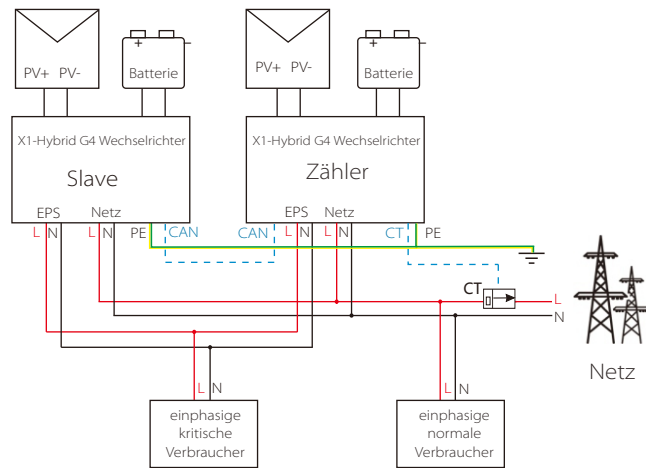 PV+ PV-
+ -
Batterie
PV+ PV-
+ -
Batterie
X1-Hybrid G4 Wechselrichter
Slave
X1-Hybrid G4 Wechselrichter
Zähler
EPS Netz
L N L N PE CAN
EPS Netz
CAN L N L N CT PE
CT
L
N
Netz
L N
L N
einphasige
kritische
Verbraucher
einphasige
normale
Verbraucher